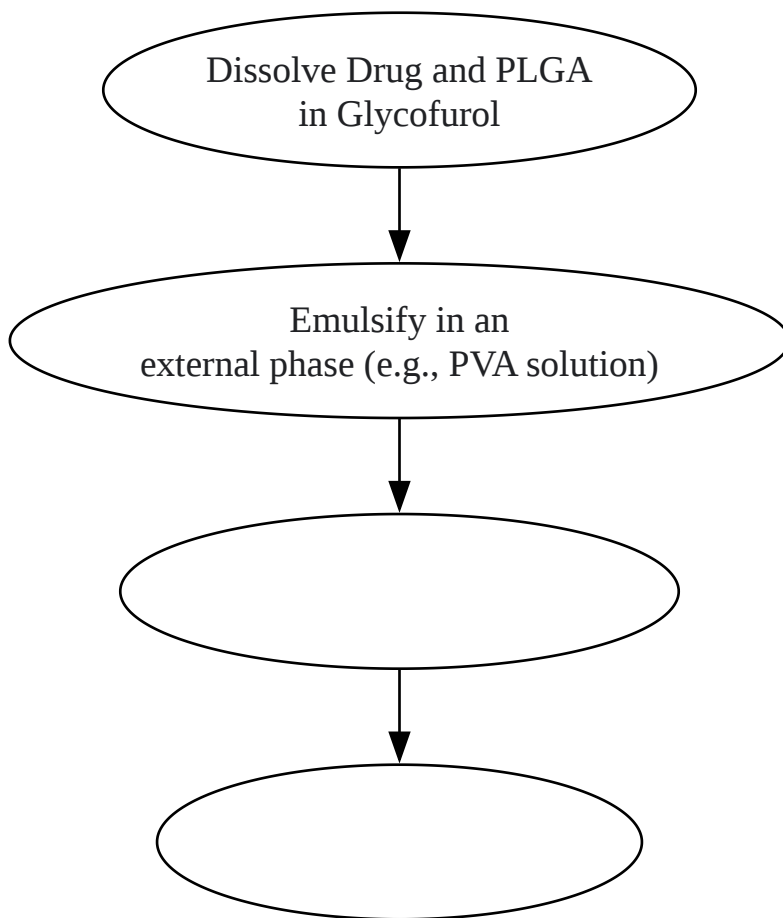 Dissolve Drug and PLGA
in Glycofurol
Emulsify in an
external phase (e.g., PVA solution)